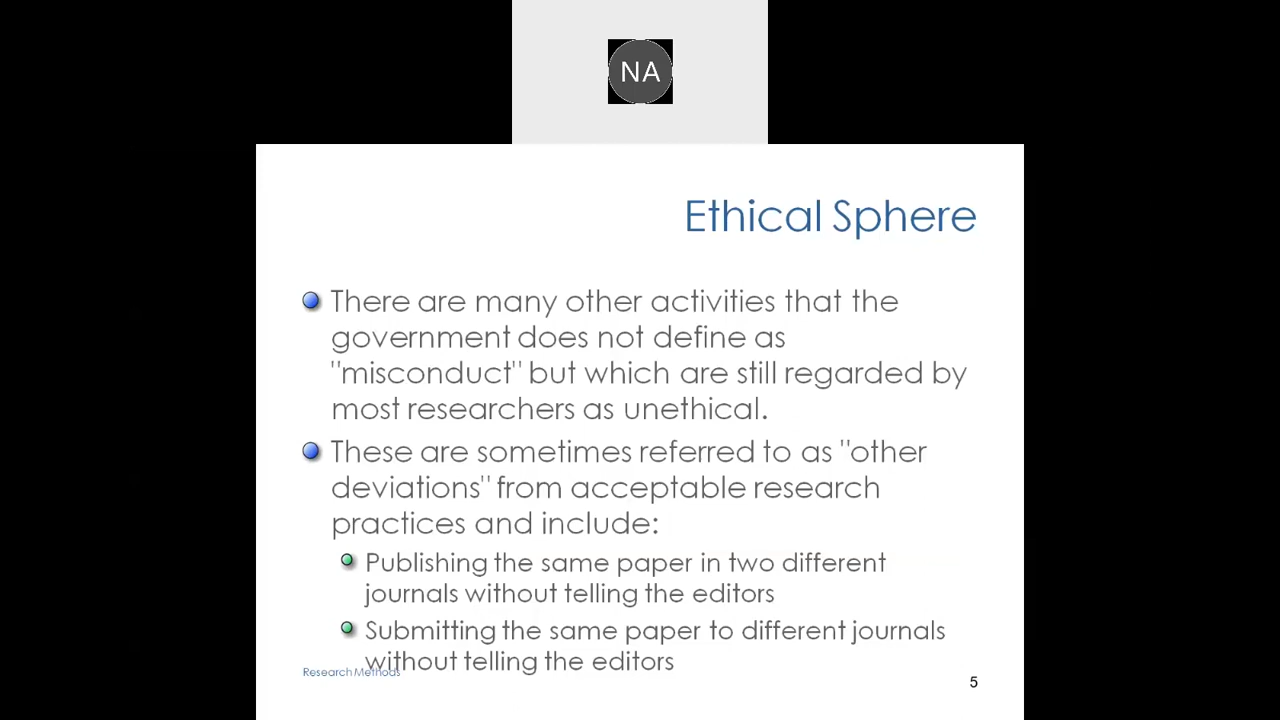 NA
Ethical Sphere
There are many other activities that the
government does not define as
"misconduct" but which are still regarded by
most researchers as unethical.
These are sometimes referred to as "other
deviations" from acceptable research
practices and include:
Publishing the same paper in two different
journals without telling the editors
Submitting the same paper to different journals
without telling the editors
Research Methods
5